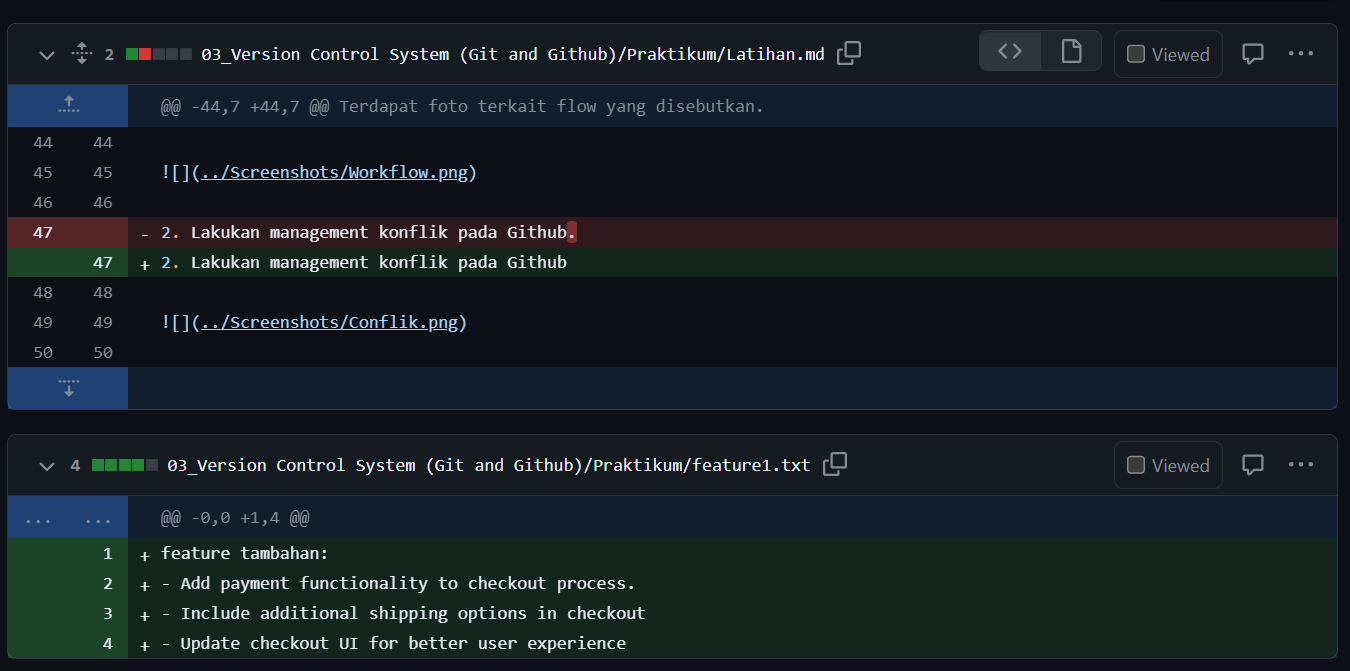 2 03_Version Control System (Git and Github)/Praktikum/Latihan.md Viewed
@@ -44,7 +44,7 @@ Terdapat foto terkait flow yang disebutkan.
44 44
45 45 ![](../Screenshots/Workflow.png)
46 46
47 - 2. Lakukan management konflik pada Github.
47 + 2. Lakukan management konflik pada Github
48 48
49 49 ![](../Screenshots/Conflik.png)
50 50
4 03_Version Control System (Git and Github)/Praktikum/feature1.txt Viewed
... ... @@ -0,0 +1,4 @@
1 + feature tambahan:
2 + - Add payment functionality to checkout process.
3 + - Include additional shipping options in checkout
4 + - Update checkout UI for better user experience